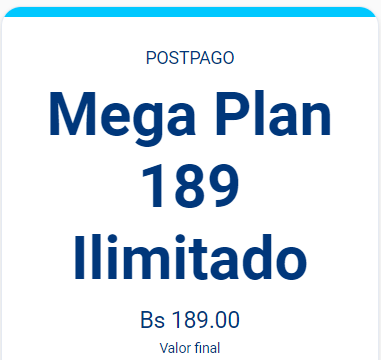 POSTPAGO
Mega Plan
189
Ilimitado
Bs 189.00
Valor final